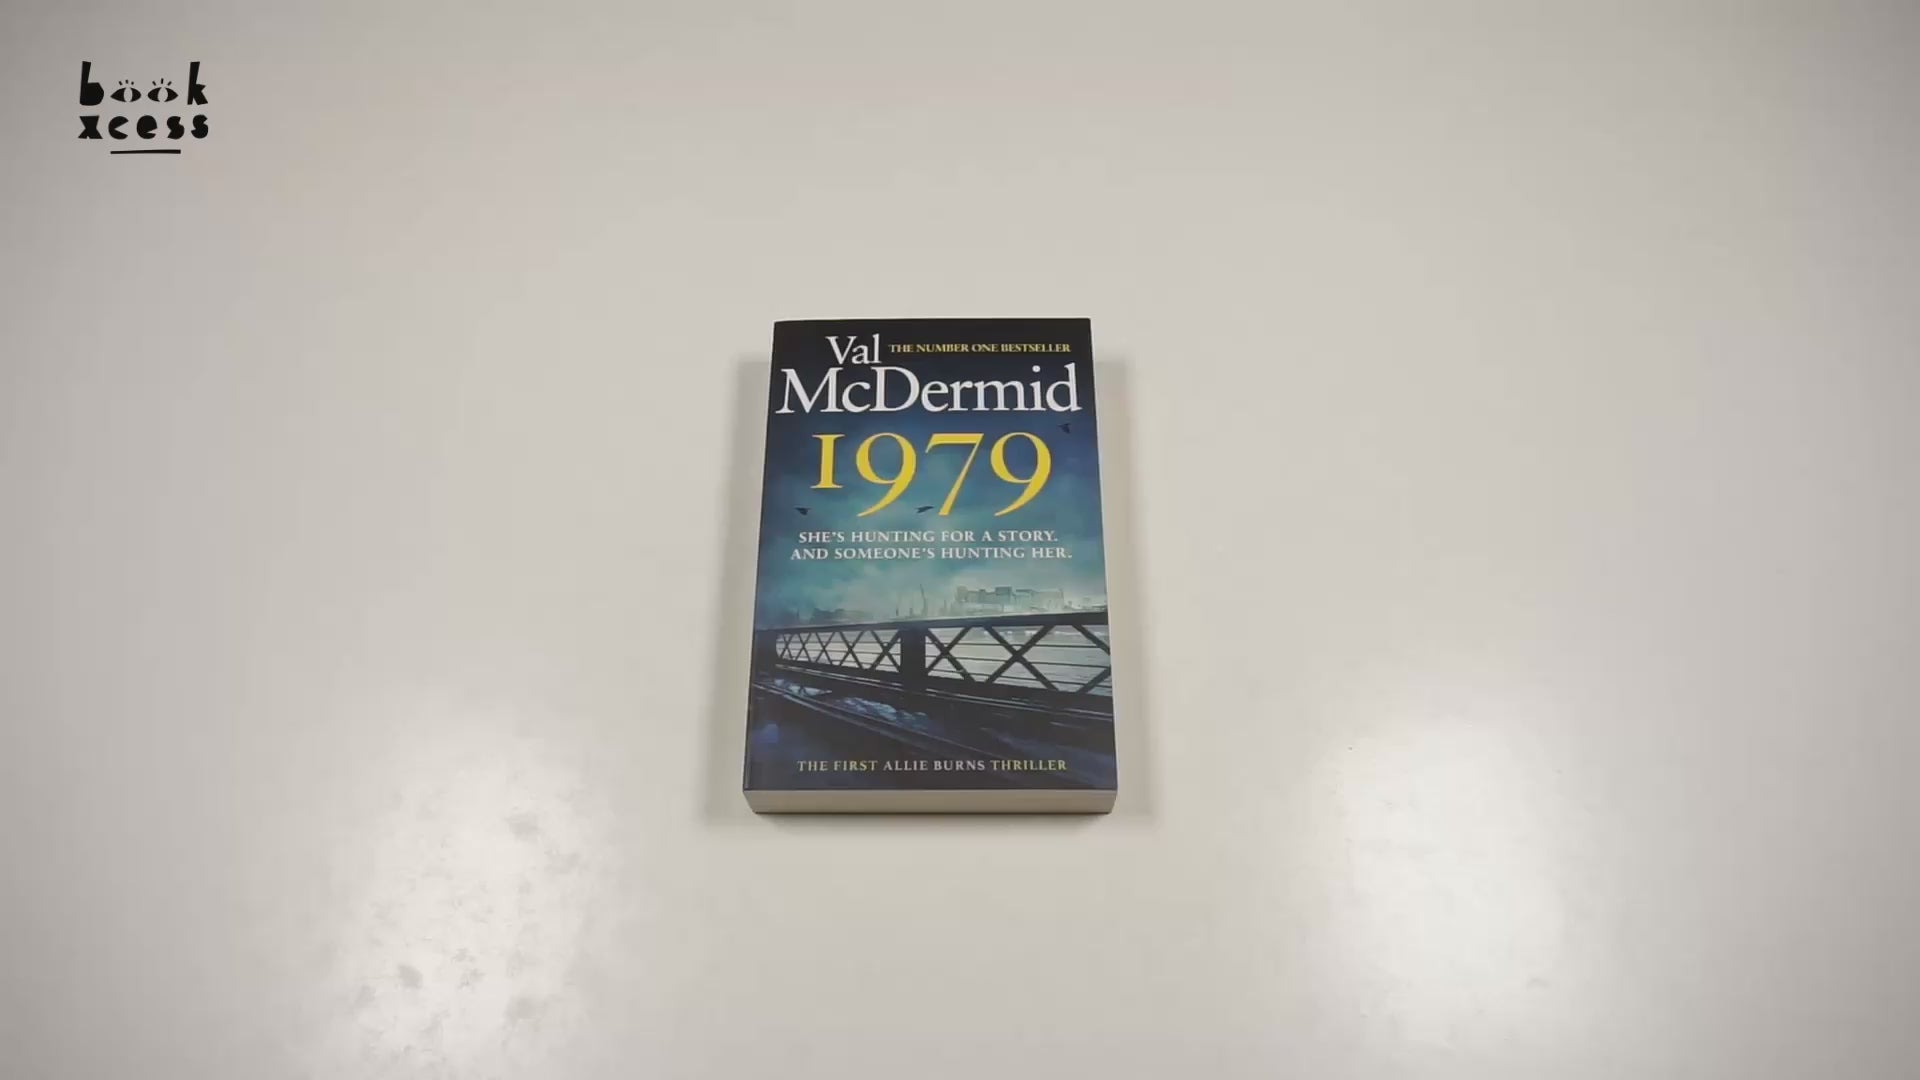 book
xcess
Val
THE NUMBER ONE BESTSELLER
McDermid
1979
SHE'S HUNTING FOR A STORY.
AND SOMEONE'S HUNTING HER.
THE FIRST ALLIE BURNS THRILLER